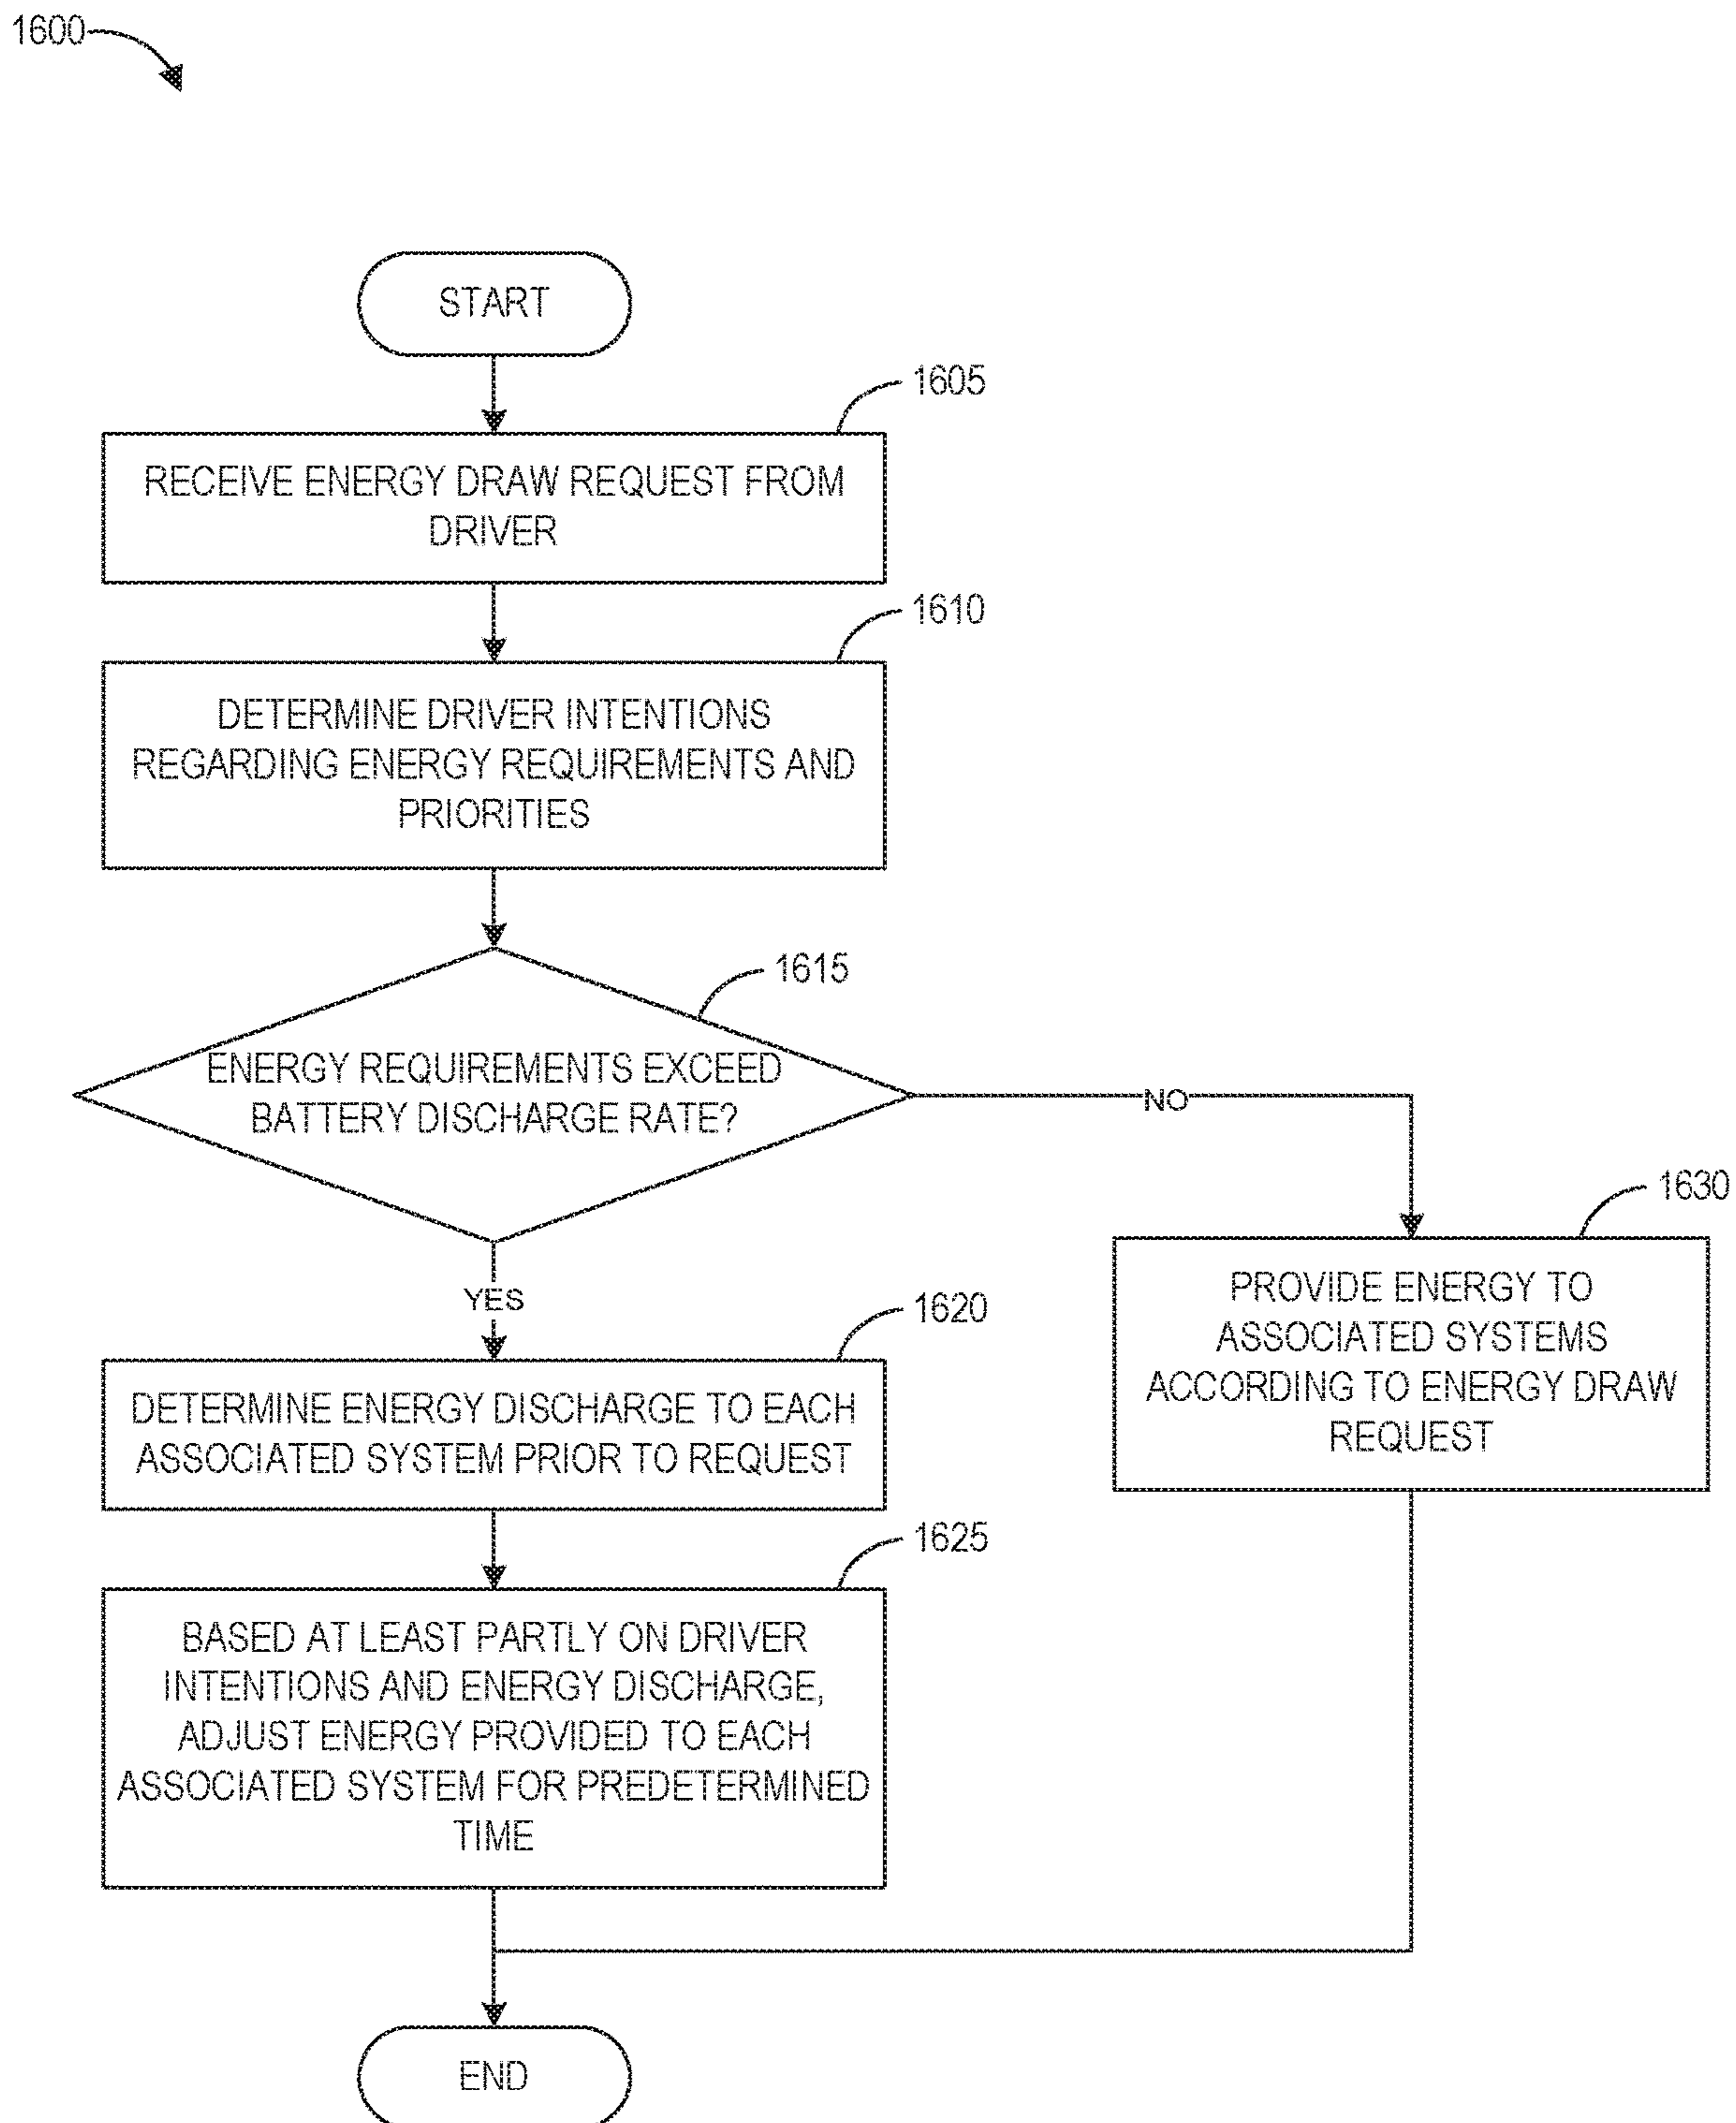 1600
START
1605
RECEIVE ENERGY DRAW REQUEST FROM
DRIVER
1610
DETERMINE DRIVER INTENTIONS
REGARDING ENERGY REQUIREMENTS AND
PRIORITIES
1615
ENERGY REQUIREMENTS EXCEED
BATTERY DISCHARGE RATE?
NO
YES
1630
PROVIDE ENERGY TO
ASSOCIATED SYSTEMS
ACCORDING TO ENERGY DRAW
REQUEST
1620
DETERMINE ENERGY DISCHARGE TO EACH
ASSOCIATED SYSTEM PRIOR TO REQUEST
1625
BASED AT LEAST PARTLY ON DRIVER
INTENTIONS AND ENERGY DISCHARGE,
ADJUST ENERGY PROVIDED TO EACH
ASSOCIATED SYSTEM FOR PREDETERMINED
TIME
END